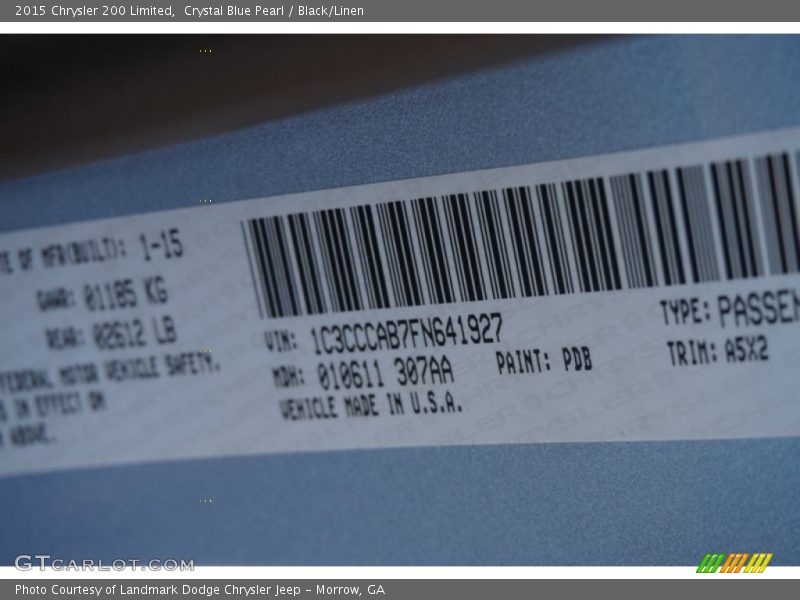 2015 Chrysler 200 Limited, Crystal Blue Pearl / Black/Linen
TE OF MFR(BUILT): 1-15
GAWR: 01185 KG
REAR: 02612 LB
FEDERAL MOTOR VEHICLE SAFETY.
IN EFFECT ON
ABOVE.
VIN: 1C3CCCAB7FN641927
TYPE: PASSEN
MDH: 010611 307AA
PAINT: PDB
TRIM: A5X2
VEHICLE MADE IN U.S.A.
GTCARLOT.COM
Photo Courtesy of Landmark Dodge Chrysler Jeep – Morrow, GA